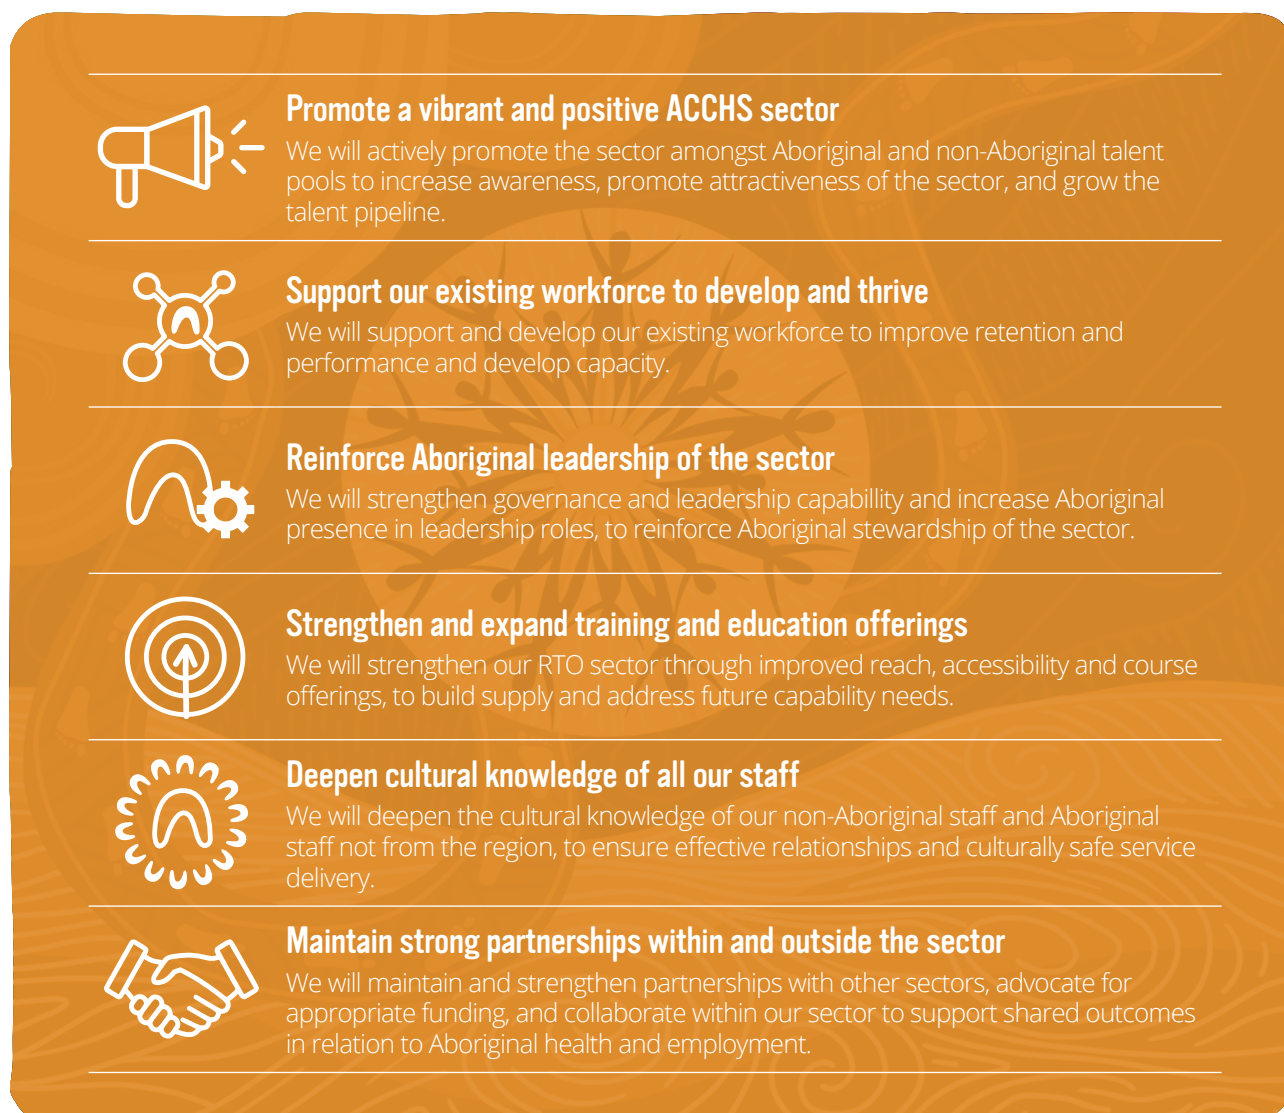 Promote a vibrant and positive ACCHS sector
We will actively promote the sector amongst Aboriginal and non-Aboriginal talent
pools to increase awareness, promote attractiveness of the sector, and grow the
talent pipeline.
Support our existing workforce to develop and thrive
We will support and develop our existing workforce to improve retention and
performance and develop capacity.
Reinforce Aboriginal leadership of the sector
We will strengthen governance and leadership capabillity and increase Aboriginal
presence in leadership roles, to reinforce Aboriginal stewardship of the sector.
Strengthen and expand training and education offerings
We will strengthen our RTO sector through improved reach, accessibility and course
offerings, to build supply and address future capability needs.
Deepen cultural knowledge of all our staff
We will deepen the cultural knowledge of our non-Aboriginal staff and Aboriginal
staff not from the region, to ensure effective relationships and culturally safe service
delivery.
Maintain strong partnerships within and outside the sector
We will maintain and strengthen partnerships with other sectors, advocate for
appropriate funding, and collaborate within our sector to support shared outcomes
in relation to Aboriginal health and employment.